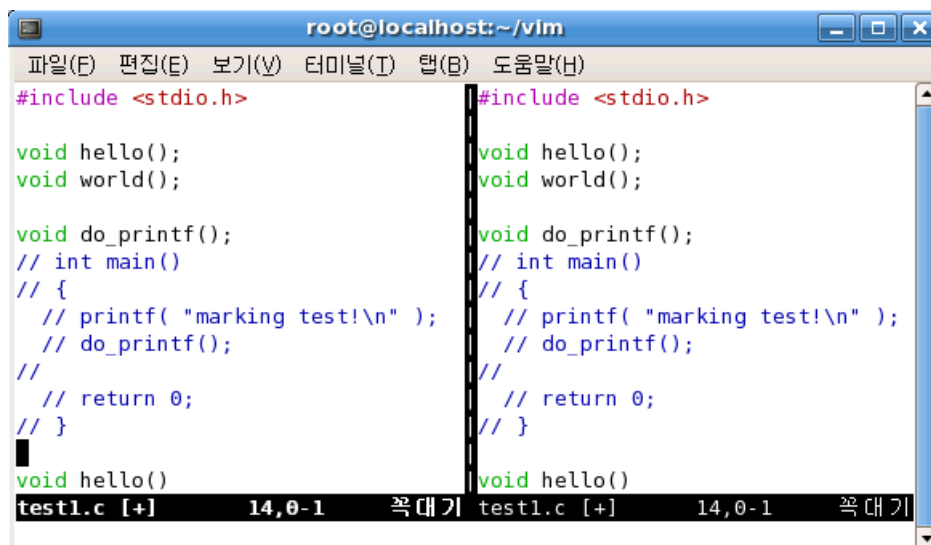 root@localhost:~/vim
파일(F) 편집(E) 보기(V) 터미널(T) 탭(B) 도움말(H)
#include <stdio.h>

void hello();
void world();

void do_printf();
// int main()
// {
  // printf( "marking test!\n" );
  // do_printf();
//
  // return 0;
// }

void hello()
test1.c [+] 14,0-1 꼭대기
#include <stdio.h>

void hello();
void world();

void do_printf();
// int main()
// {
  // printf( "marking test!\n" );
  // do_printf();
//
  // return 0;
// }

void hello()
test1.c [+] 14,0-1 꼭대기